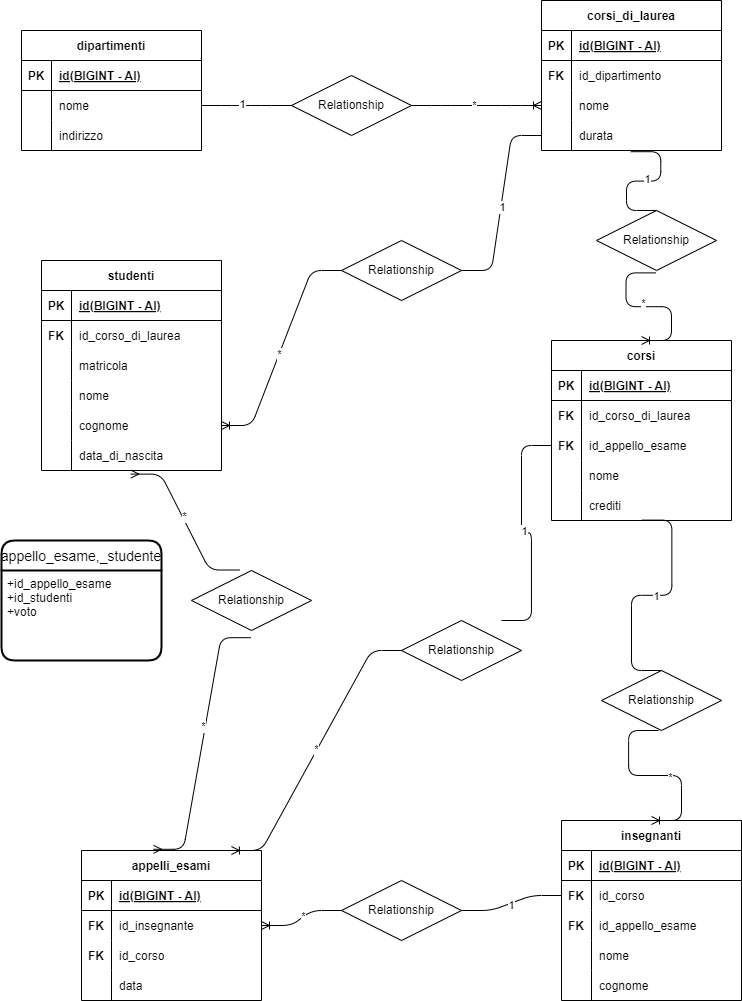 corsi_di_laurea
PK id(BIGINT - AI)
FK id_dipartimento
nome
durata
dipartimenti
PK id(BIGINT - AI)
nome
indirizzo
1
Relationship
*
1
Relationship
*
1
Relationship
*
studenti
PK id(BIGINT - AI)
FK id_corso_di_laurea
matricola
nome
cognome
data_di_nascita
corsi
PK id(BIGINT - AI)
FK id_corso_di_laurea
FK id_appello_esame
nome
crediti
*
Relationship
*
appello_esame,_studente
+id_appello_esame
+id_studenti
+voto
1
Relationship
*
1
Relationship
*
appelli_esami
PK id(BIGINT - AI)
FK id_insegnante
FK id_corso
data
*
Relationship
1
insegnanti
PK id(BIGINT - AI)
FK id_corso
FK id_appello_esame
nome
cognome